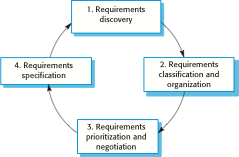 1. Requirements
discovery
2. Requirements
classification and
organization
3. Requirements
prioritization and
negotiation
4. Requirements
specification